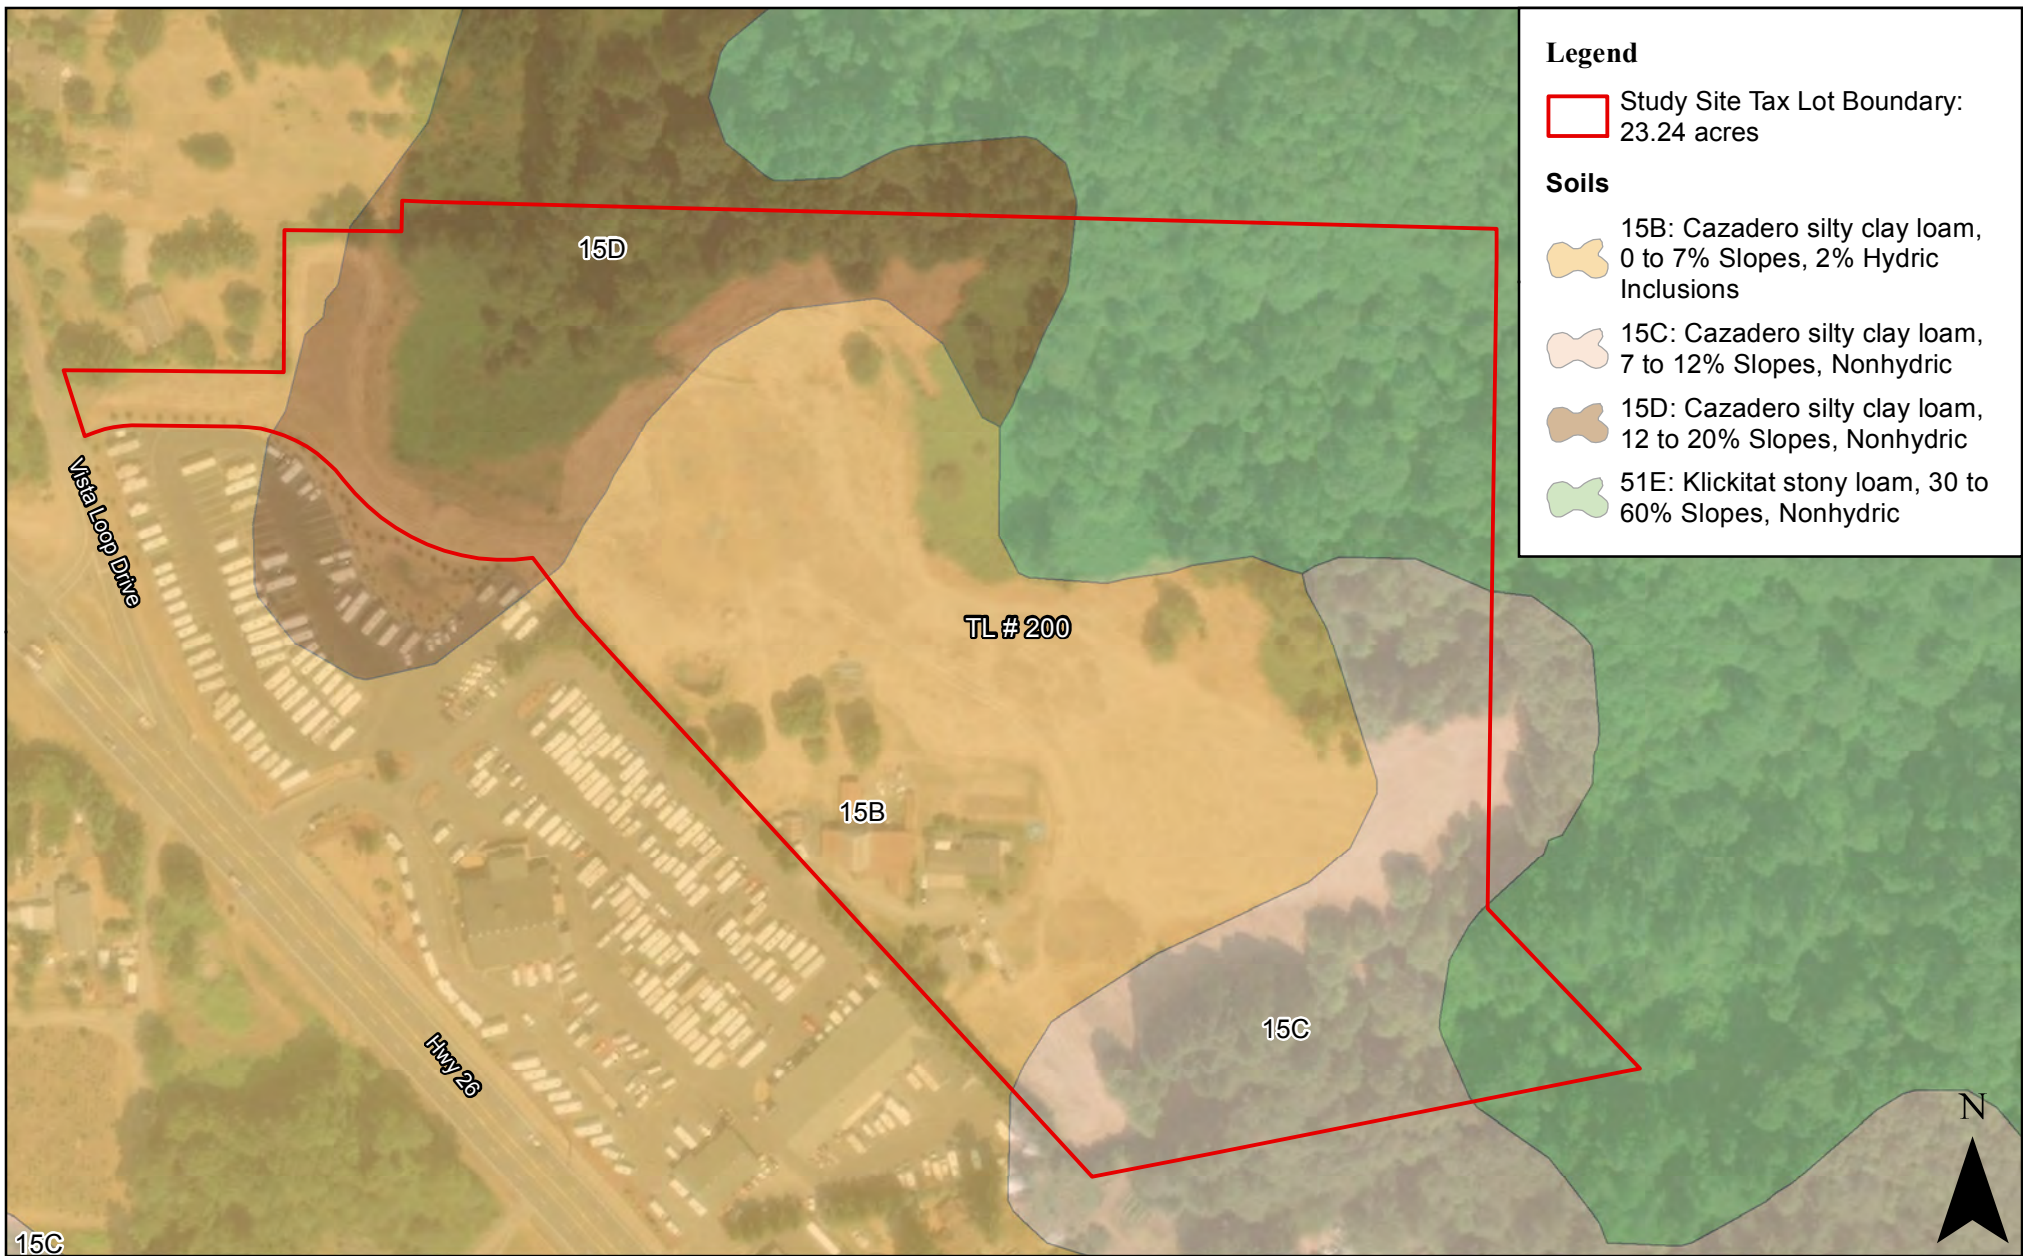 Legend
Study Site Tax Lot Boundary:
23.24 acres
Soils
15B: Cazadero silty clay loam,
0 to 7% Slopes, 2% Hydric
Inclusions
15C: Cazadero silty clay loam,
7 to 12% Slopes, Nonhydric
15D: Cazadero silty clay loam,
12 to 20% Slopes, Nonhydric
51E: Klickitat stony loam, 30 to
60% Slopes, Nonhydric
15D
Vista Loop Drive
TL # 200
15B
15C
Hwy 26
N
15C